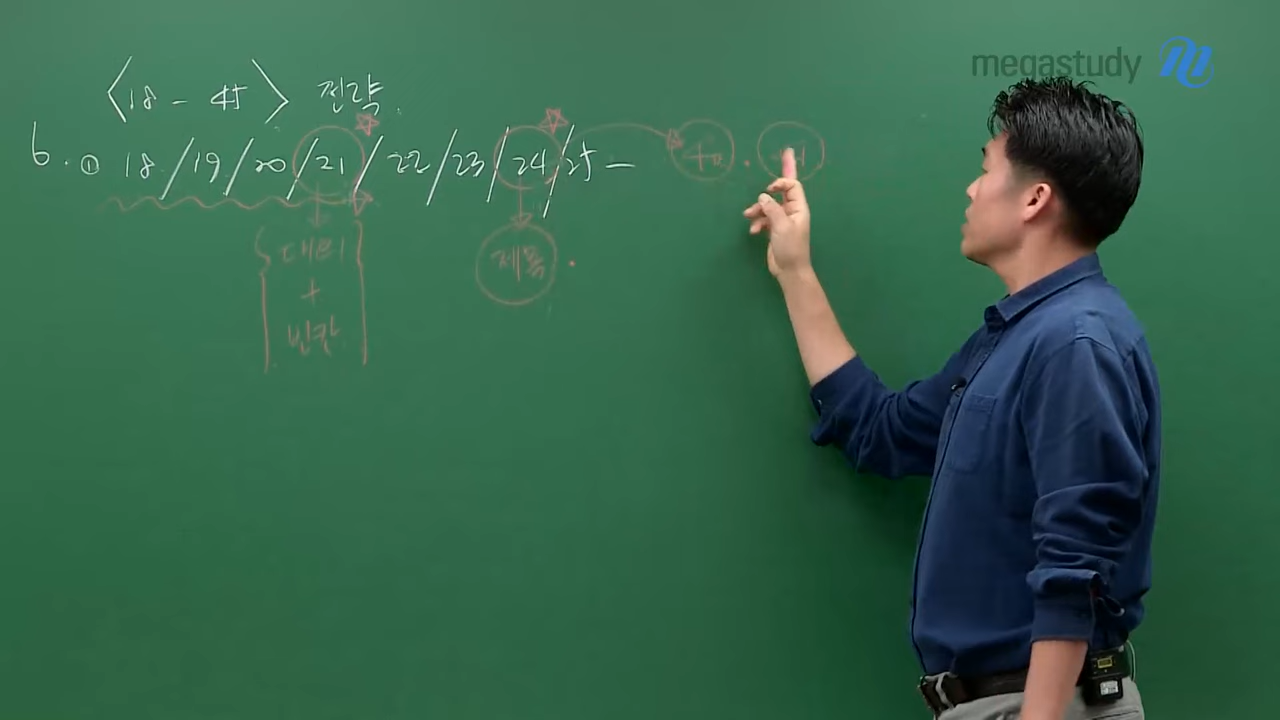 megastudy
<18 - 45> 전략.
6. ① 18 / 19 / 20 / 21 / 22 / 23 / 24 / 25 -
대의
+
빈칸
제목